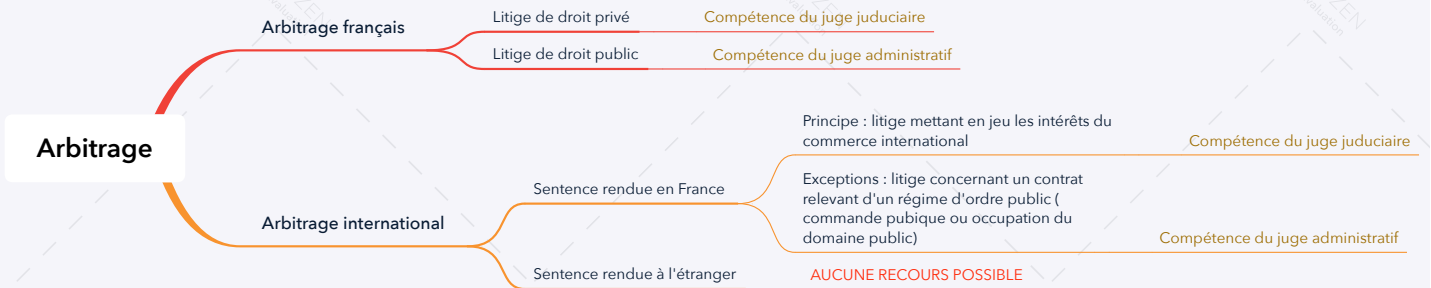 Arbitrage
Arbitrage français
Litige de droit privé
Compétence du juge juduciaire
Litige de droit public
Compétence du juge administratif
Arbitrage international
Sentence rendue en France
Principe : litige mettant en jeu les intérêts du
commerce international
Compétence du juge juduciaire
Exceptions : litige concernant un contrat
relevant d'un régime d'ordre public (
commande pubique ou occupation du
domaine public)
Compétence du juge administratif
Sentence rendue à l'étranger
AUCUNE RECOURS POSSIBLE